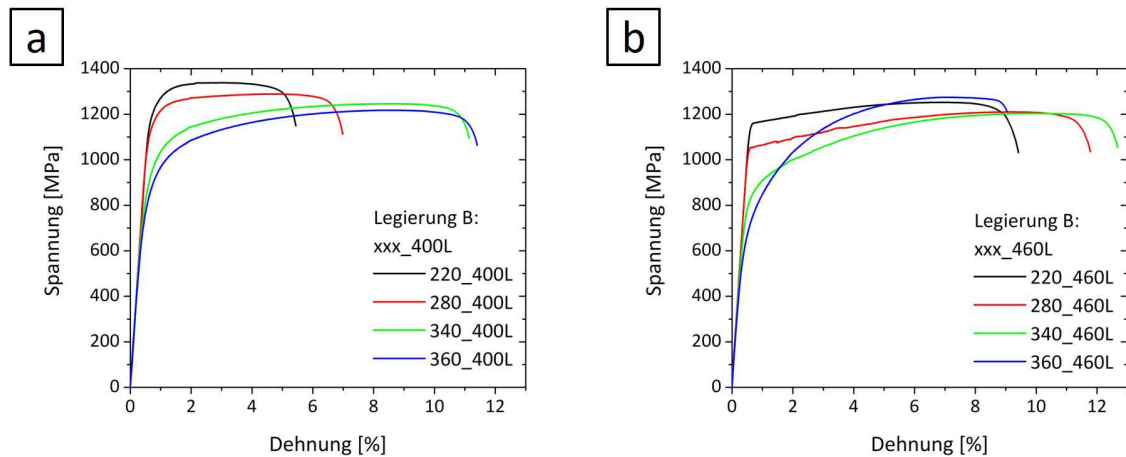 a
1400
1200
1000
800
600
400
200
0
0 2 4 6 8 10 12
Spannung [MPa]
Dehnung [%]
Legierung B:
xxx_400L
220_400L
280_400L
340_400L
360_400L
b
1400
1200
1000
800
600
400
200
0
0 2 4 6 8 10 12
Spannung [MPa]
Dehnung [%]
Legierung B:
xxx_460L
220_460L
280_460L
340_460L
360_460L